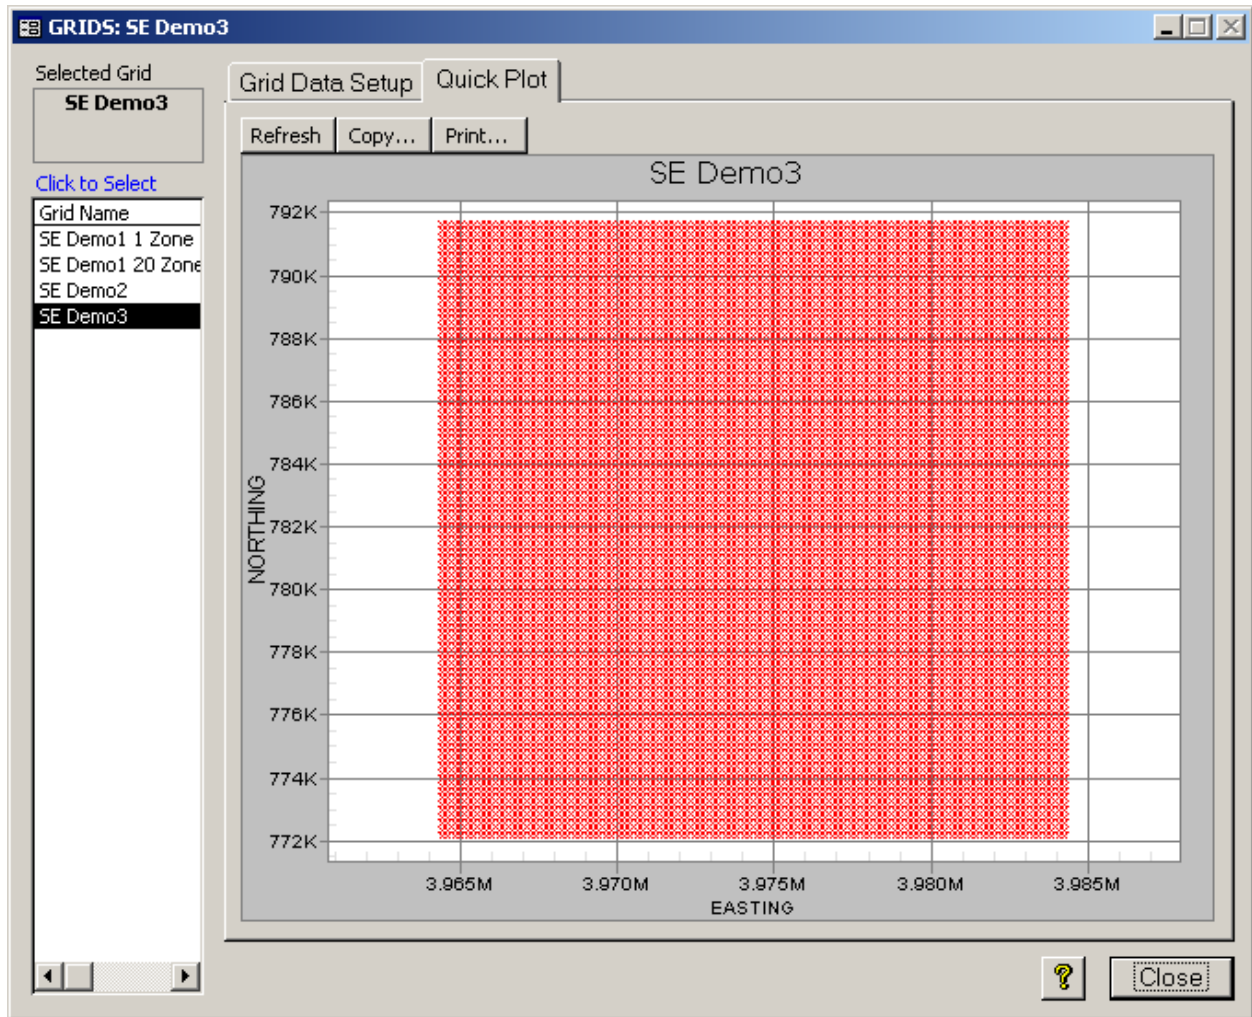 GRIDS: SE Demo3
Selected Grid
SE Demo3
Click to Select
Grid Name
SE Demo1 1 Zone
SE Demo1 20 Zone
SE Demo2
SE Demo3
Grid Data Setup
Quick Plot
Refresh
Copy...
Print...
SE Demo3
792K
790K
788K
786K
784K
782K
780K
778K
776K
774K
772K
NORTHING
3.965M
3.970M
3.975M
3.980M
3.985M
EASTING
?
Close